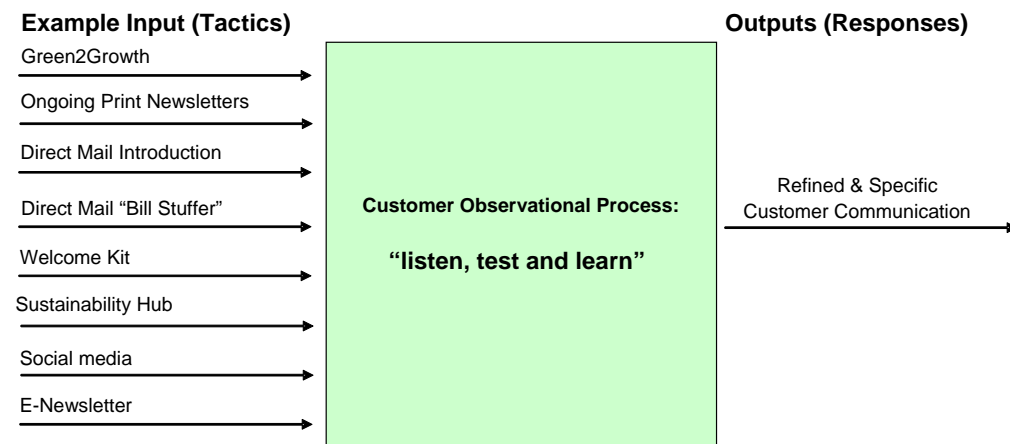 Example Input (Tactics)
Outputs (Responses)
Green2Growth
Ongoing Print Newsletters
Direct Mail Introduction
Direct Mail “Bill Stuffer”
Welcome Kit
Sustainability Hub
Social media
E-Newsletter
Customer Observational Process:
“listen, test and learn”
Refined & Specific
Customer Communication